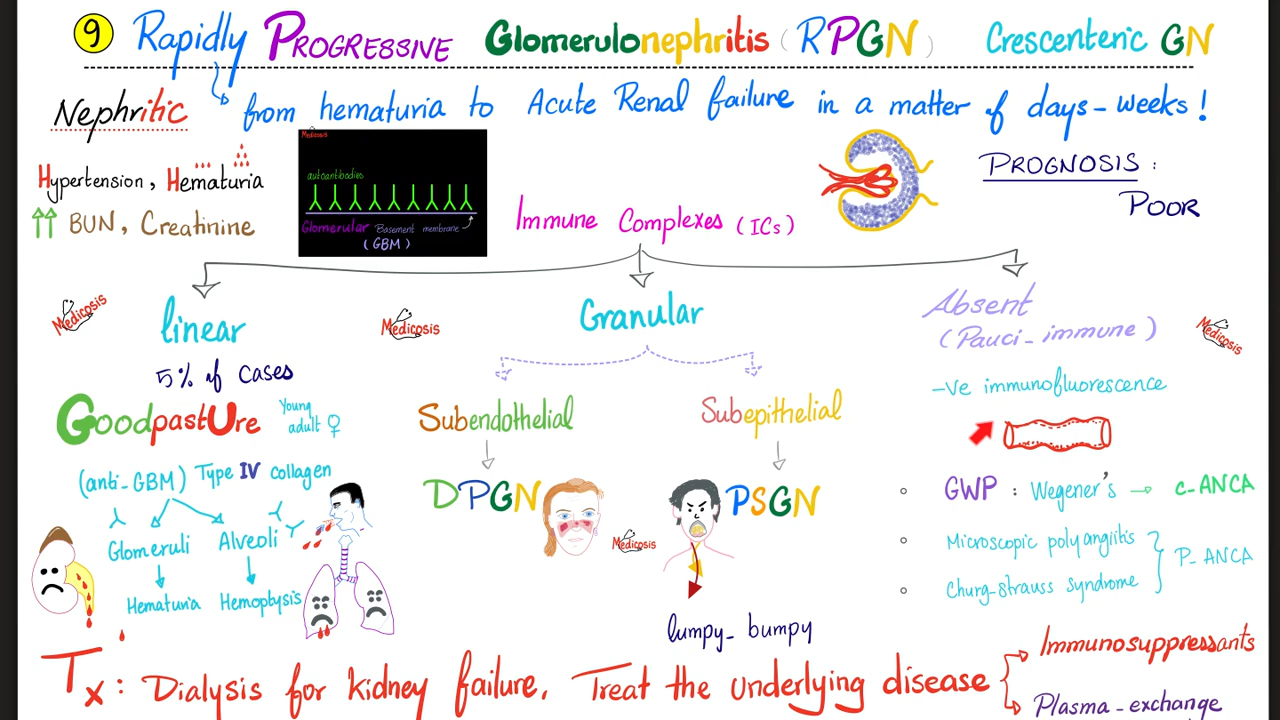 9 Rapidly Progressive Glomerulonephritis (RPGN) Crescenteric GN
Nephritic
from hematuria to Acute Renal failure in a matter of days-weeks!
Hypertension, Hematuria
↑↑ BUN, Creatinine
Medicosis
autoantibodies
Glomerular Basement membrane
(GBM)
Immune Complexes (ICs)
PROGNOSIS:
POOR
Medicosis
linear
5% of cases
Medicosis
Granular
Absent
(Pauci-immune)
Medicosis
-ve immunofluorescence
GoodpastUre
Young
adult ♀
(anti-GBM) Type IV collagen
Glomeruli Alveoli
Hematuria Hemoptysis
Subendothelial
DPGN
Subepithelial
PSGN
Medicosis
lumpy-bumpy
GWP: Wegener's → c-ANCA
Microscopic polyangiitis
Churg-strauss syndrome
P-ANCA
Tx: Dialysis for kidney failure. Treat the underlying disease
Immunosuppressants
Plasma-exchange